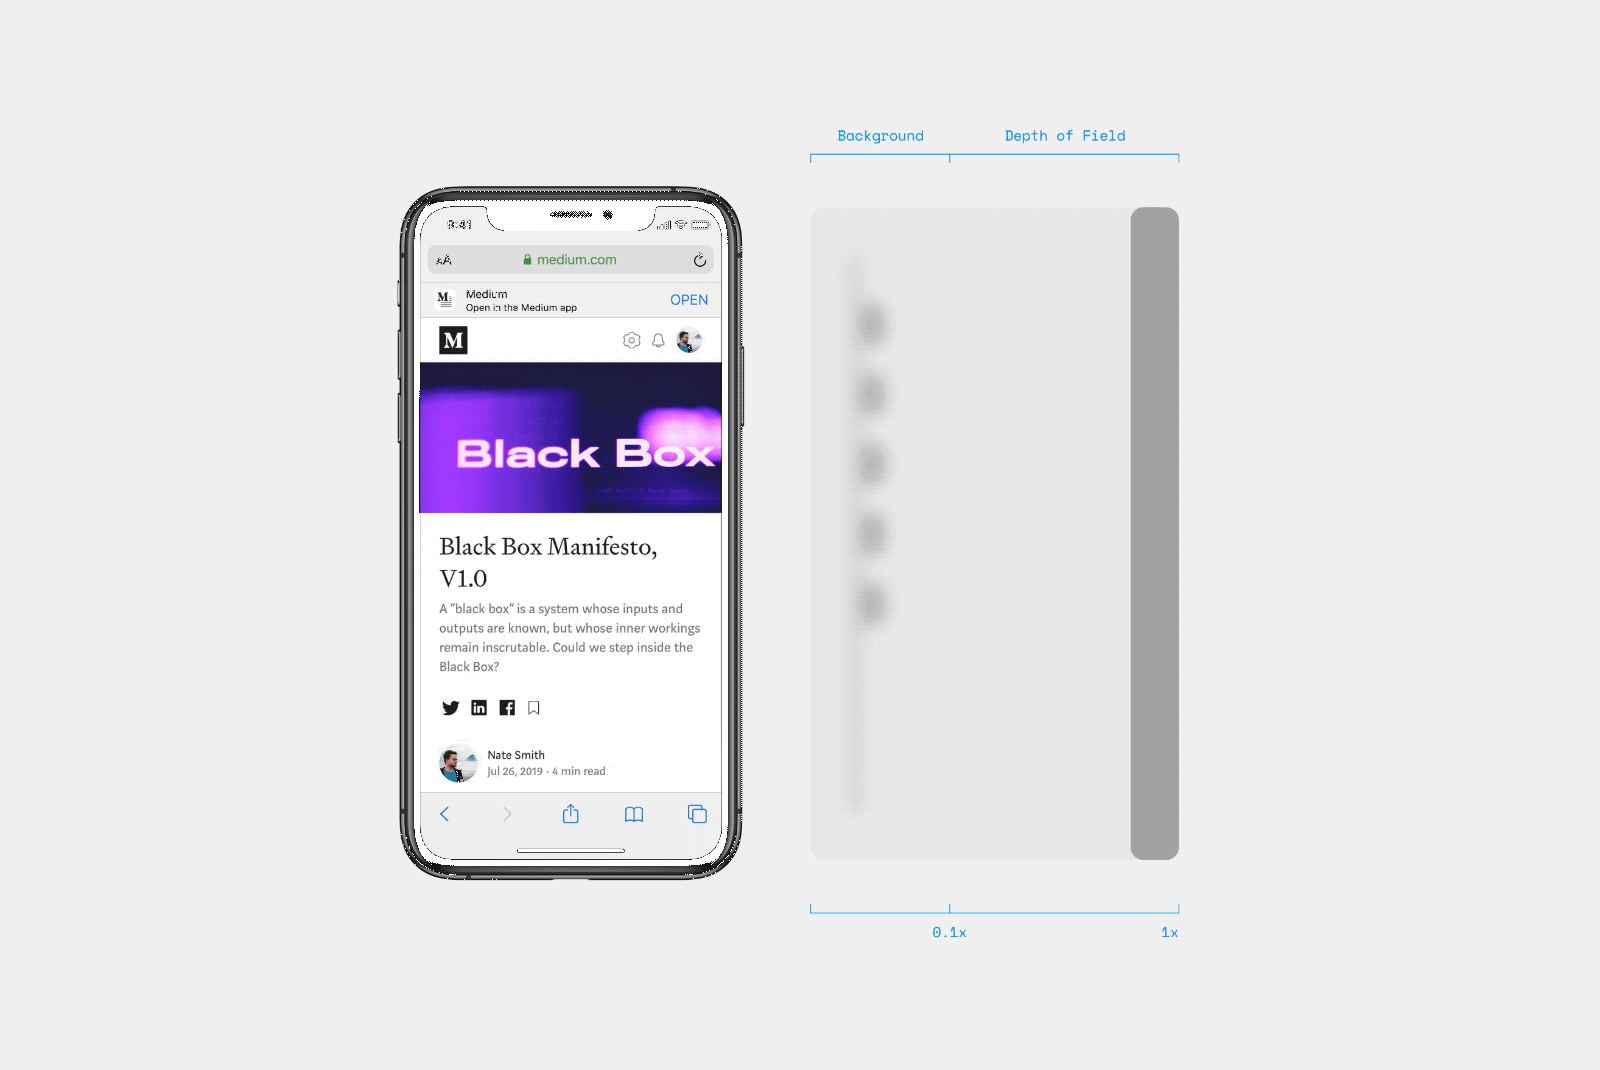 Background
Depth of Field
9:41
AA
medium.com
M
Medium
Open in the Medium app
OPEN
M
Black Box
Black Box Manifesto,
V1.0
A "black box" is a system whose inputs and
outputs are known, but whose inner workings
remain inscrutable. Could we step inside the
Black Box?
in
Nate Smith
Jul 26, 2019 · 4 min read
0.1x
1x